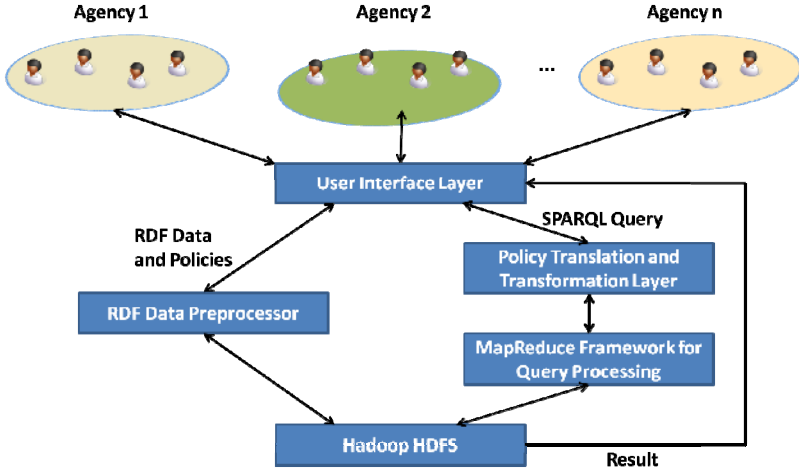 Agency 1
Agency 2
Agency n
...
User Interface Layer
SPARQL Query
RDF Data
and Policies
Policy Translation and
Transformation Layer
RDF Data Preprocessor
MapReduce Framework for
Query Processing
Hadoop HDFS
Result